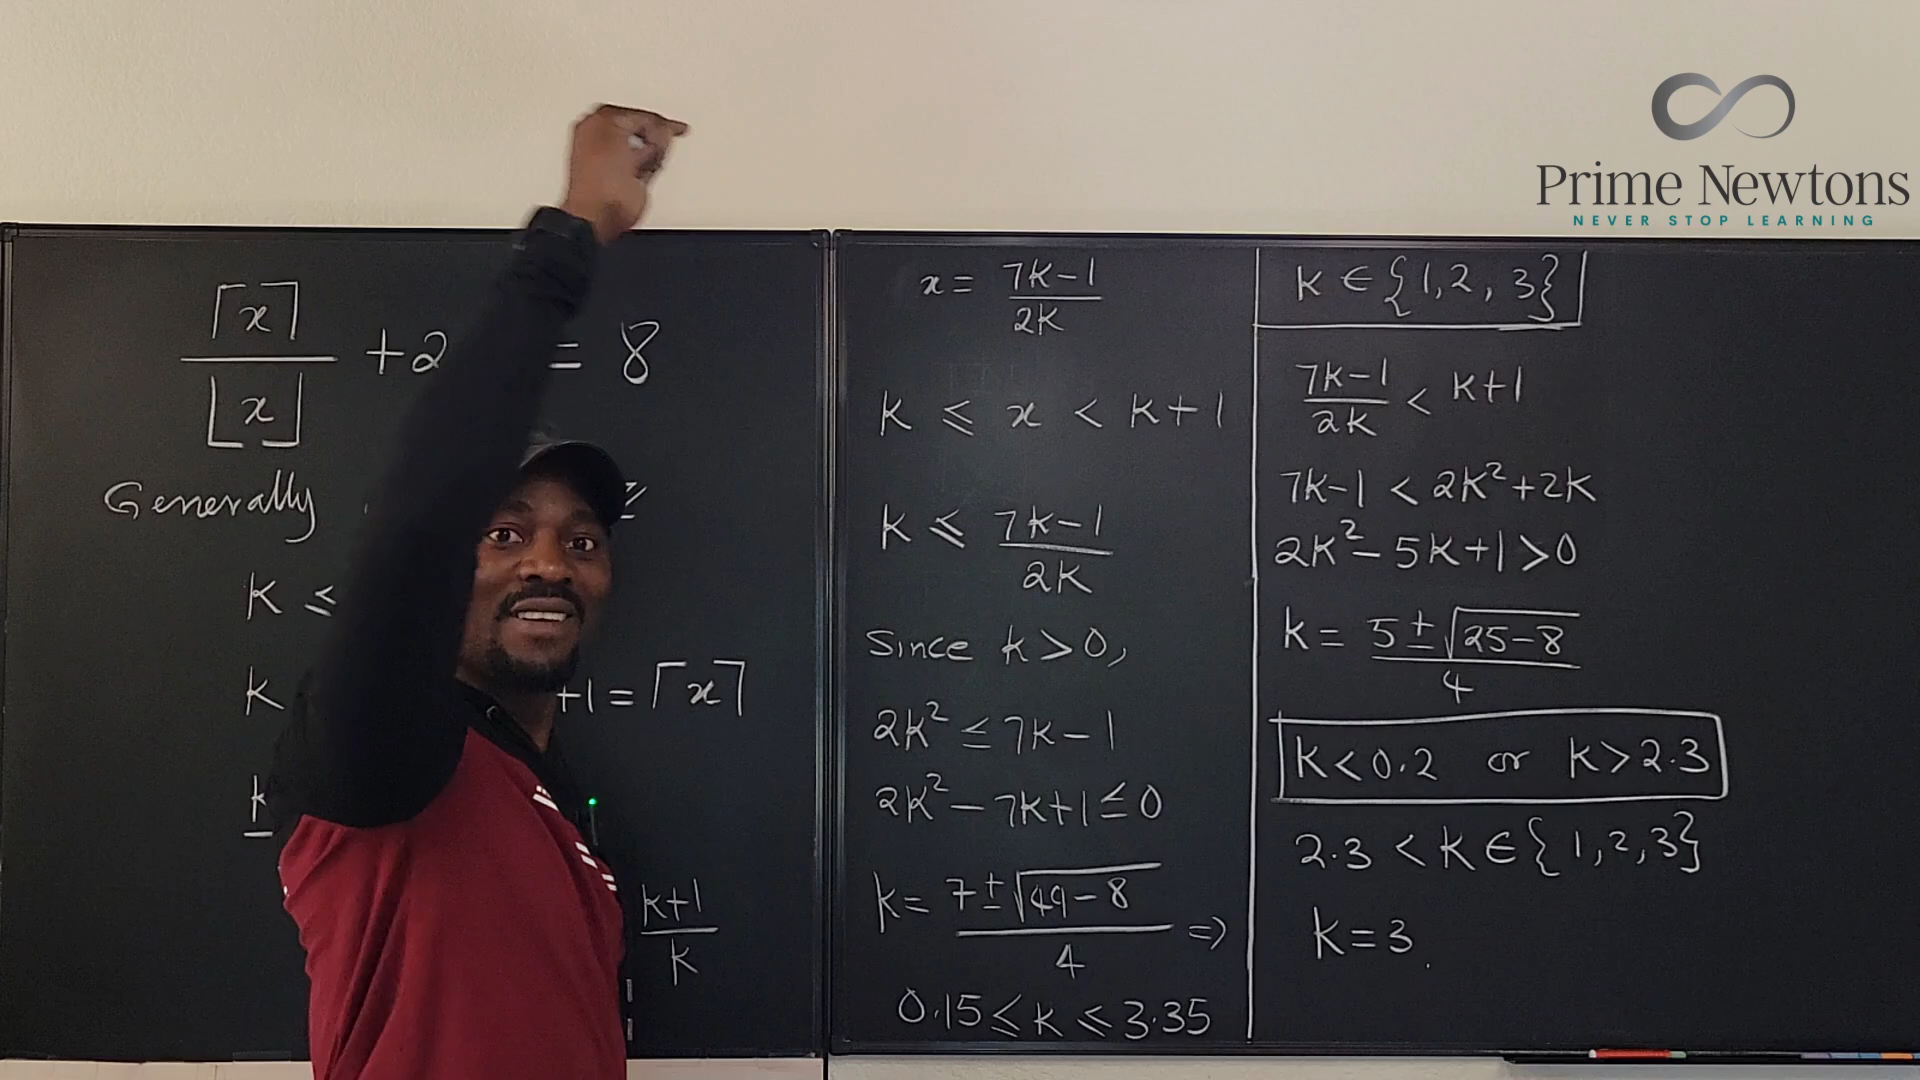 Prime Newtons
NEVER STOP LEARNING
⌈x⌉/⌊x⌋ + 2 = 8
Generally
k ≤
k +1 = ⌈x⌉
k
(k+1)/k
x = (7k-1)/2k
k ≤ x < k+1
k ≤ (7k-1)/2k
Since k > 0,
2k² ≤ 7k - 1
2k² - 7k + 1 ≤ 0
k = (7 ± √(49-8))/4 ⇒
0.15 ≤ k ≤ 3.35
k ∈ {1, 2, 3}
(7k-1)/2k < k+1
7k-1 < 2k² + 2k
2k² - 5k + 1 > 0
k = (5 ± √(25-8))/4
k < 0.2 or k > 2.3
2.3 < k ∈ {1, 2, 3}
k = 3.